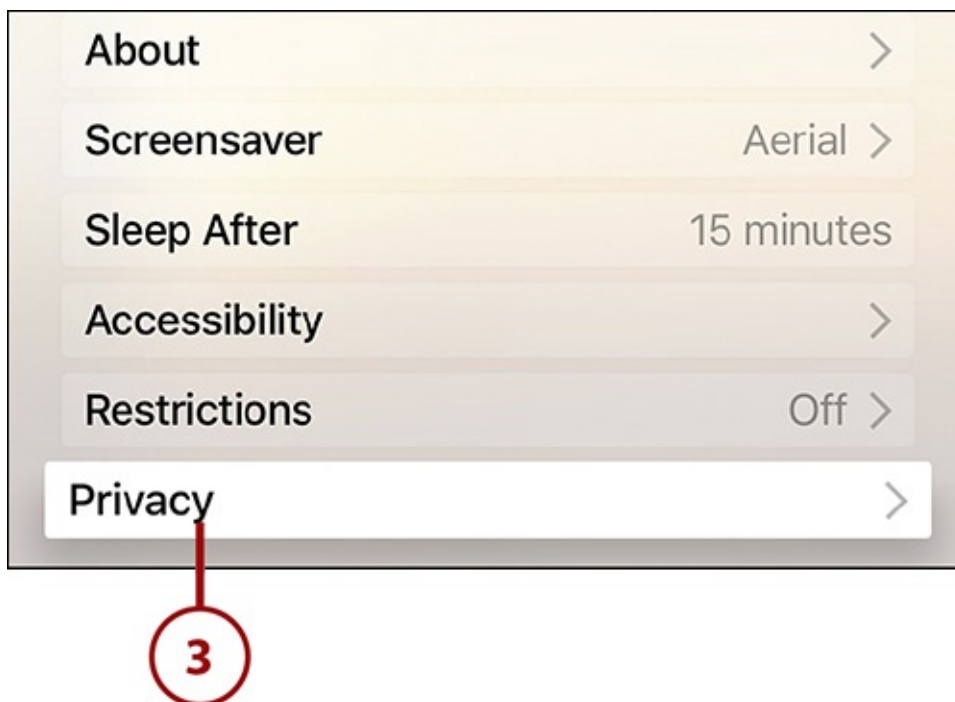 About
Screensaver Aerial
Sleep After 15 minutes
Accessibility
Restrictions Off
Privacy
3